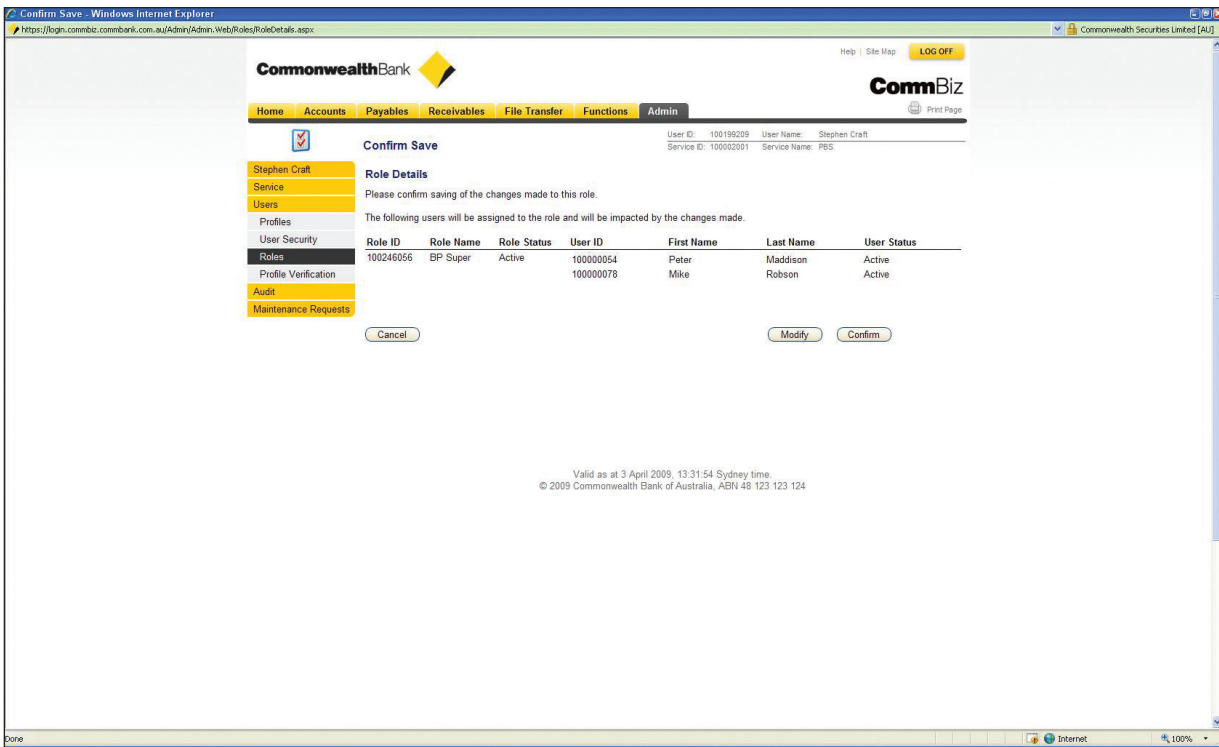 Confirm Save - Windows Internet Explorer
https://login.commbiz.commbank.com.au/Admin/Admin.Web/Roles/RoleDetails.aspx
Commonwealth Securities Limited [AU]
Help | Site Map LOG OFF
CommonwealthBank
CommBiz
Home Accounts Payables Receivables File Transfer Functions Admin
Print Page
User ID: 100199209 User Name: Stephen Craft
Service ID: 100002001 Service Name: PBS
Confirm Save
Stephen Craft
Service
Users
Profiles
User Security
Roles
Profile Verification
Audit
Maintenance Requests
Role Details
Please confirm saving of the changes made to this role.
The following users will be assigned to the role and will be impacted by the changes made.
Role ID Role Name Role Status User ID First Name Last Name User Status
100246056 BP Super Active 100000054 Peter Maddison Active
100000078 Mike Robson Active
Cancel Modify Confirm
Valid as at 3 April 2009, 13:31:54 Sydney time.
© 2009 Commonwealth Bank of Australia, ABN 48 123 123 124
Done Internet 100%